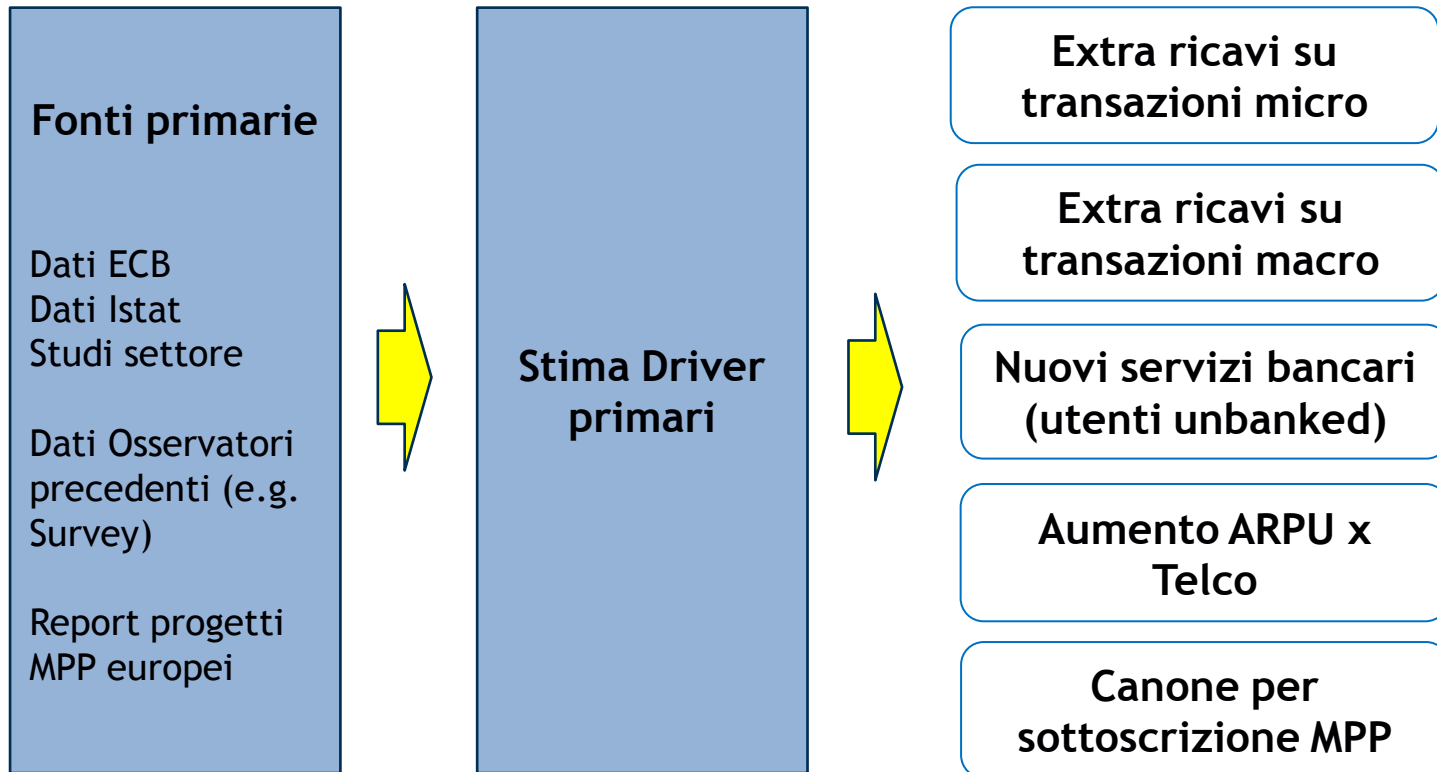 Fonti primarie
Dati ECB
Dati Istat
Studi settore
Dati Osservatori
precedenti (e.g.
Survey)
Report progetti
MPP europei
Stima Driver
primari
Extra ricavi su
transazioni micro
Extra ricavi su
transazioni macro
Nuovi servizi bancari
(utenti unbanked)
Aumento ARPU x
Telco
Canone per
sottoscrizione MPP